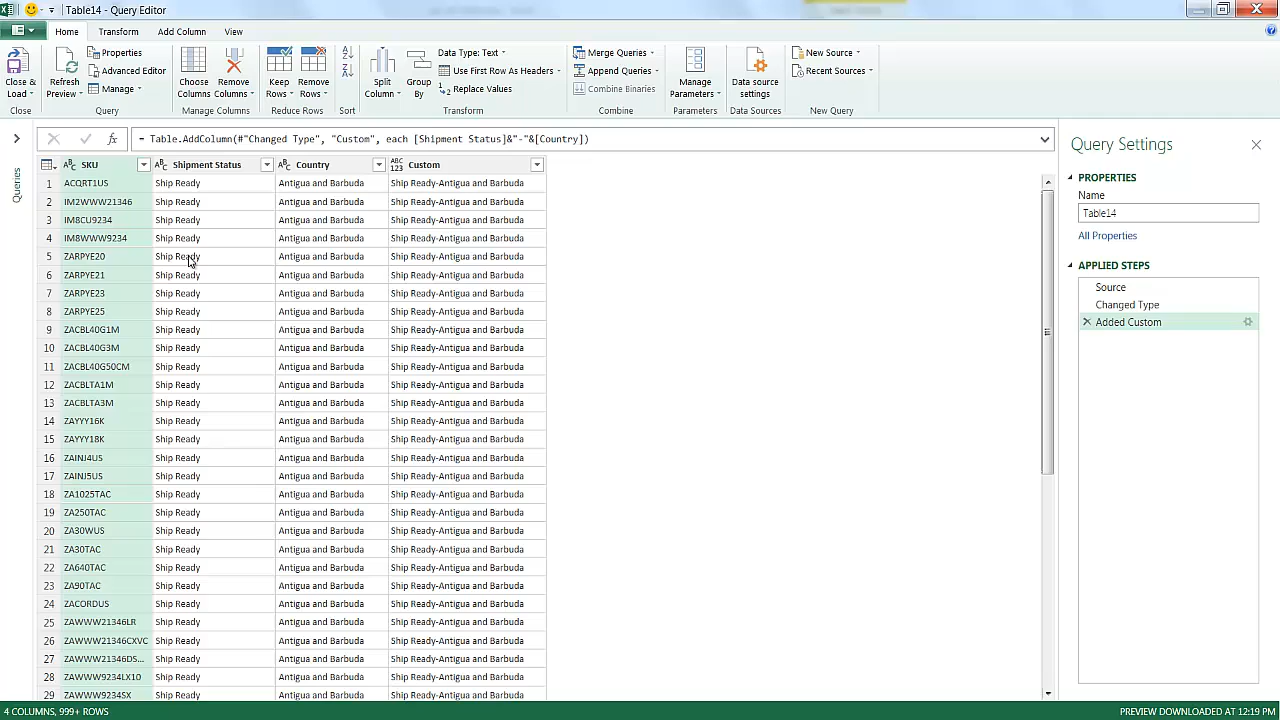 Table14 - Query Editor
Home Transform Add Column View
Close & Load
Close
Refresh Preview
Properties
Advanced Editor
Manage
Query
Choose Columns
Remove Columns
Manage Columns
Keep Rows
Remove Rows
Reduce Rows
Sort
Split Column
Group By
Data Type: Text
Use First Row As Headers
Replace Values
Transform
Merge Queries
Append Queries
Combine Binaries
Combine
Manage Parameters
Parameters
Data source settings
Data Sources
New Source
Recent Sources
New Query
= Table.AddColumn(#"Changed Type", "Custom", each [Shipment Status]&"-"&[Country])
Queries
SKU Shipment Status Country Custom
1 ACQRT1US Ship Ready Antigua and Barbuda Ship Ready-Antigua and Barbuda
2 IM2WWW21346 Ship Ready Antigua and Barbuda Ship Ready-Antigua and Barbuda
3 IM8CU9234 Ship Ready Antigua and Barbuda Ship Ready-Antigua and Barbuda
4 IM8WWW9234 Ship Ready Antigua and Barbuda Ship Ready-Antigua and Barbuda
5 ZARPYE20 Ship Ready Antigua and Barbuda Ship Ready-Antigua and Barbuda
6 ZARPYE21 Ship Ready Antigua and Barbuda Ship Ready-Antigua and Barbuda
7 ZARPYE23 Ship Ready Antigua and Barbuda Ship Ready-Antigua and Barbuda
8 ZARPYE25 Ship Ready Antigua and Barbuda Ship Ready-Antigua and Barbuda
9 ZACBL40G1M Ship Ready Antigua and Barbuda Ship Ready-Antigua and Barbuda
10 ZACBL40G3M Ship Ready Antigua and Barbuda Ship Ready-Antigua and Barbuda
11 ZACBL40G50CM Ship Ready Antigua and Barbuda Ship Ready-Antigua and Barbuda
12 ZACBLTA1M Ship Ready Antigua and Barbuda Ship Ready-Antigua and Barbuda
13 ZACBLTA3M Ship Ready Antigua and Barbuda Ship Ready-Antigua and Barbuda
14 ZAYYY16K Ship Ready Antigua and Barbuda Ship Ready-Antigua and Barbuda
15 ZAYYY18K Ship Ready Antigua and Barbuda Ship Ready-Antigua and Barbuda
16 ZAINJ4US Ship Ready Antigua and Barbuda Ship Ready-Antigua and Barbuda
17 ZAINJ5US Ship Ready Antigua and Barbuda Ship Ready-Antigua and Barbuda
18 ZA1025TAC Ship Ready Antigua and Barbuda Ship Ready-Antigua and Barbuda
19 ZA250TAC Ship Ready Antigua and Barbuda Ship Ready-Antigua and Barbuda
20 ZA30WUS Ship Ready Antigua and Barbuda Ship Ready-Antigua and Barbuda
21 ZA30TAC Ship Ready Antigua and Barbuda Ship Ready-Antigua and Barbuda
22 ZA640TAC Ship Ready Antigua and Barbuda Ship Ready-Antigua and Barbuda
23 ZA90TAC Ship Ready Antigua and Barbuda Ship Ready-Antigua and Barbuda
24 ZACORDUS Ship Ready Antigua and Barbuda Ship Ready-Antigua and Barbuda
25 ZAWWW21346LR Ship Ready Antigua and Barbuda Ship Ready-Antigua and Barbuda
26 ZAWWW21346CXVC Ship Ready Antigua and Barbuda Ship Ready-Antigua and Barbuda
27 ZAWWW21346DS... Ship Ready Antigua and Barbuda Ship Ready-Antigua and Barbuda
28 ZAWWW9234LX10 Ship Ready Antigua and Barbuda Ship Ready-Antigua and Barbuda
29 ZAWWW9234SX Ship Ready Antigua and Barbuda Ship Ready-Antigua and Barbuda
Query Settings
PROPERTIES
Name
Table14
All Properties
APPLIED STEPS
Source
Changed Type
Added Custom
4 COLUMNS, 999+ ROWS
PREVIEW DOWNLOADED AT 12:19 PM